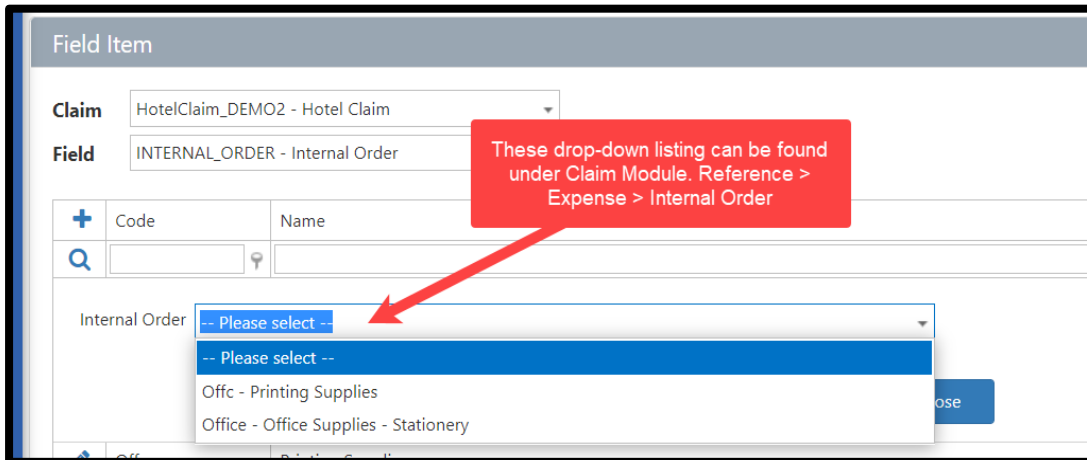 Field Item
Claim HotelClaim_DEMO2 - Hotel Claim
Field INTERNAL_ORDER - Internal Order
These drop-down listing can be found
under Claim Module. Reference >
Expense > Internal Order
Code Name
Internal Order -- Please select --
-- Please select --
Offc - Printing Supplies
Office - Office Supplies - Stationery
ose